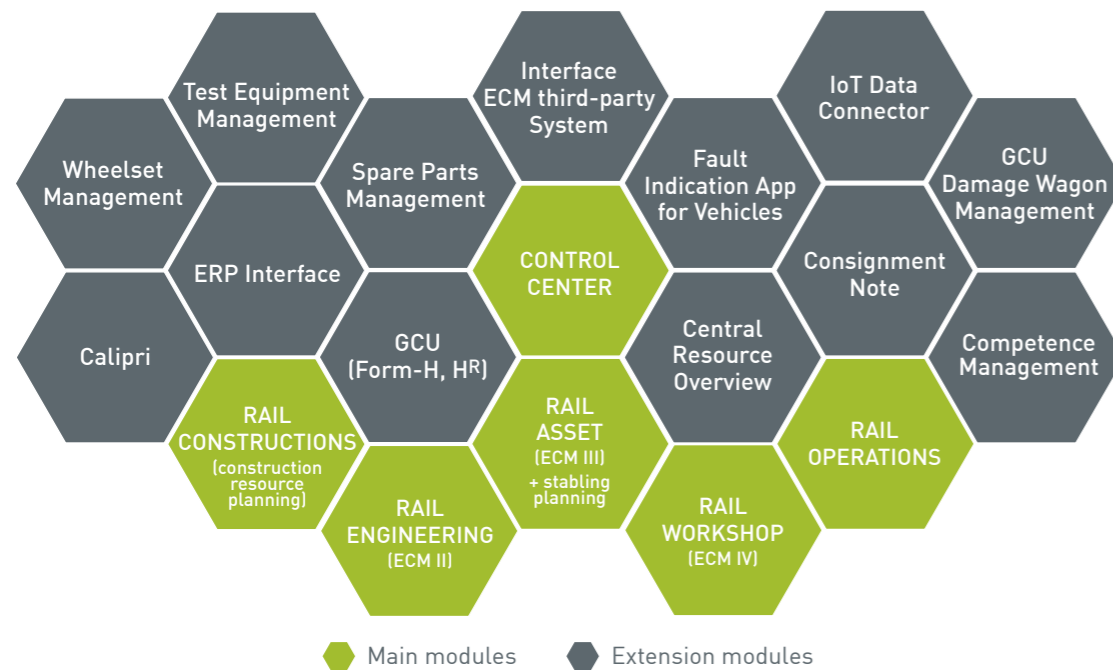 Test Equipment
Management
Interface
ECM third-party
System
IoT Data
Connector
Wheelset
Management
Spare Parts
Management
Fault
Indication App
for Vehicles
GCU
Damage Wagon
Management
ERP Interface
CONTROL
CENTER
Consignment
Note
Calipri
GCU
(Form-H, Hᴿ)
Central
Resource
Overview
Competence
Management
RAIL
CONSTRUCTIONS
(construction
resource
planning)
RAIL
ASSET
(ECM III)
+ stabling
planning
RAIL
OPERATIONS
RAIL
ENGINEERING
(ECM II)
RAIL
WORKSHOP
(ECM IV)
Main modules
Extension modules